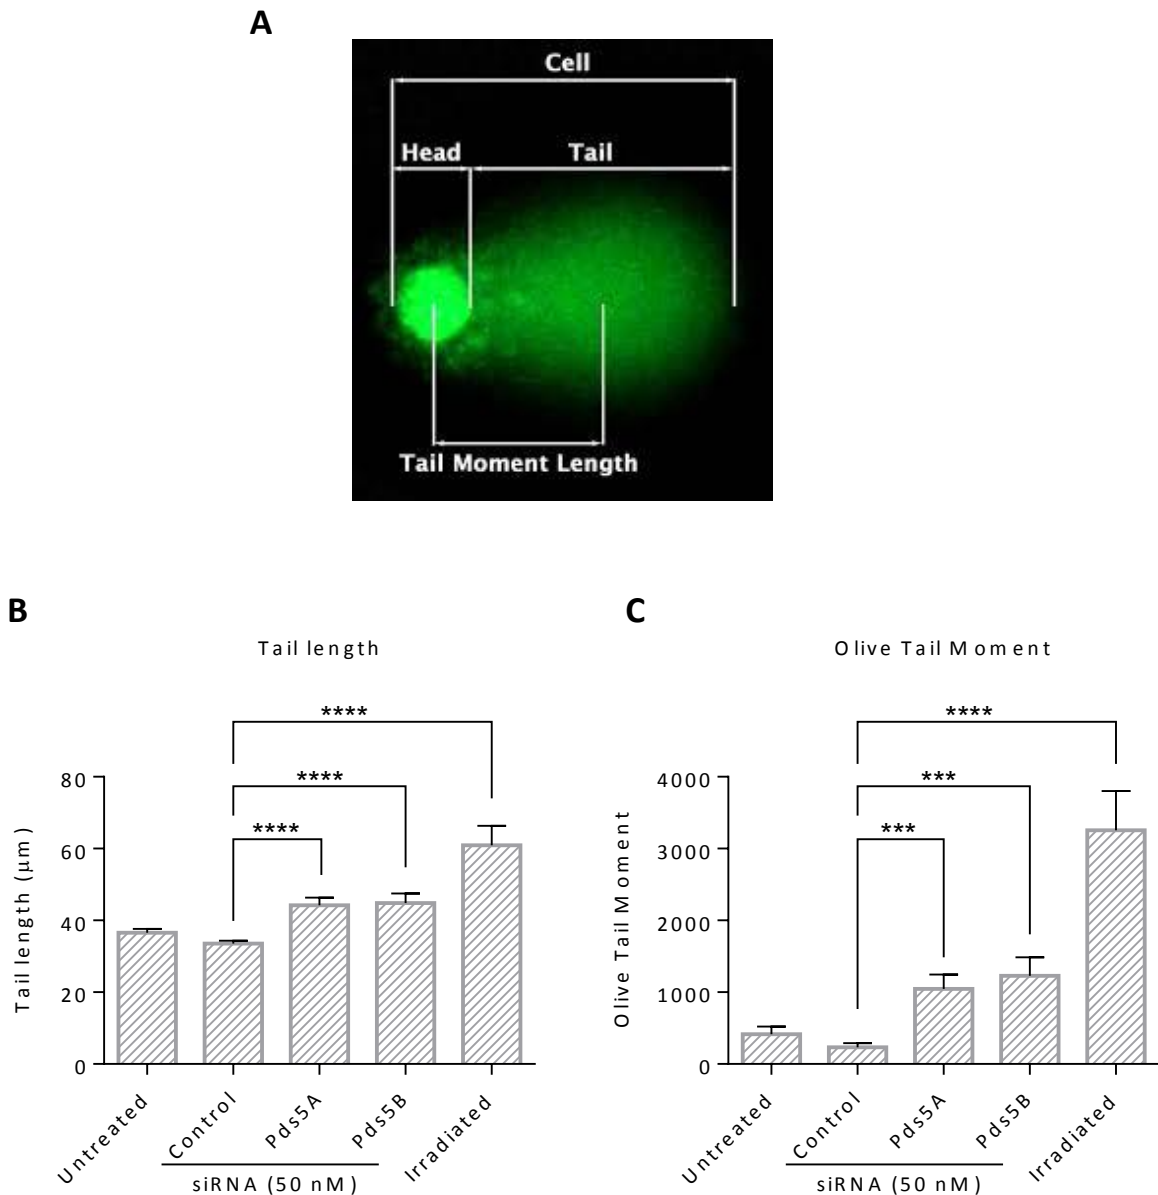 A
Cell
Head Tail
Tail Moment Length
B
Tail length
****
****
****
Tail length (μm)
80
60
40
20
0
Untreated
Control
Pds5A
Pds5B
Irradiated
siRNA (50 nM)
C
Olive Tail Moment
****
***
***
Olive Tail Moment
4000
3000
2000
1000
0
Untreated
Control
Pds5A
Pds5B
Irradiated
siRNA (50 nM)